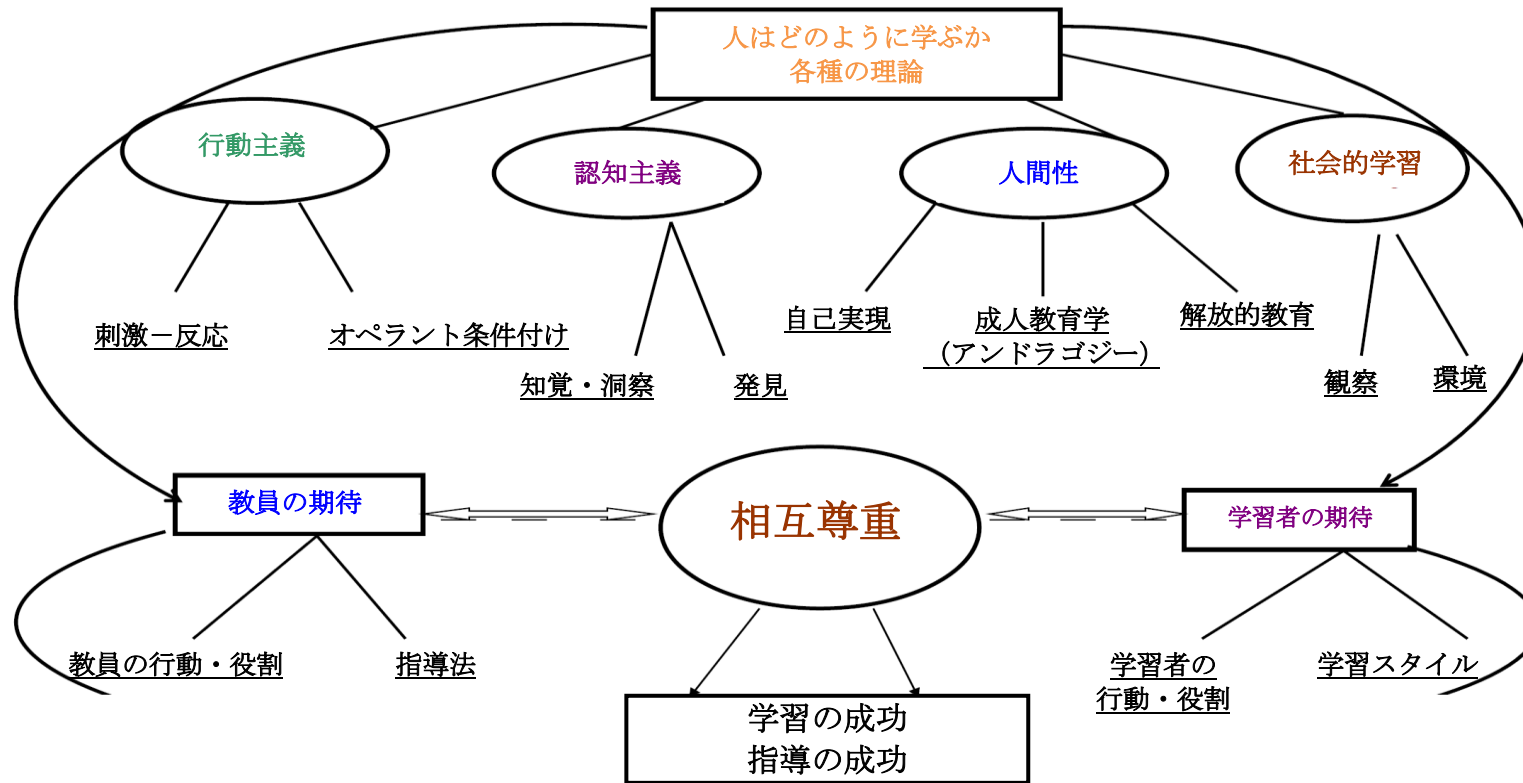 人はどのように学ぶか
各種の理論
行動主義
認知主義
人間性
社会的学習
刺激－反応
オペラント条件付け
知覚・洞察
発見
自己実現
成人教育学
（アンドラゴジー）
解放的教育
観察
環境
教員の期待
相互尊重
学習者の期待
教員の行動・役割
指導法
学習者の
行動・役割
学習スタイル
学習の成功
指導の成功